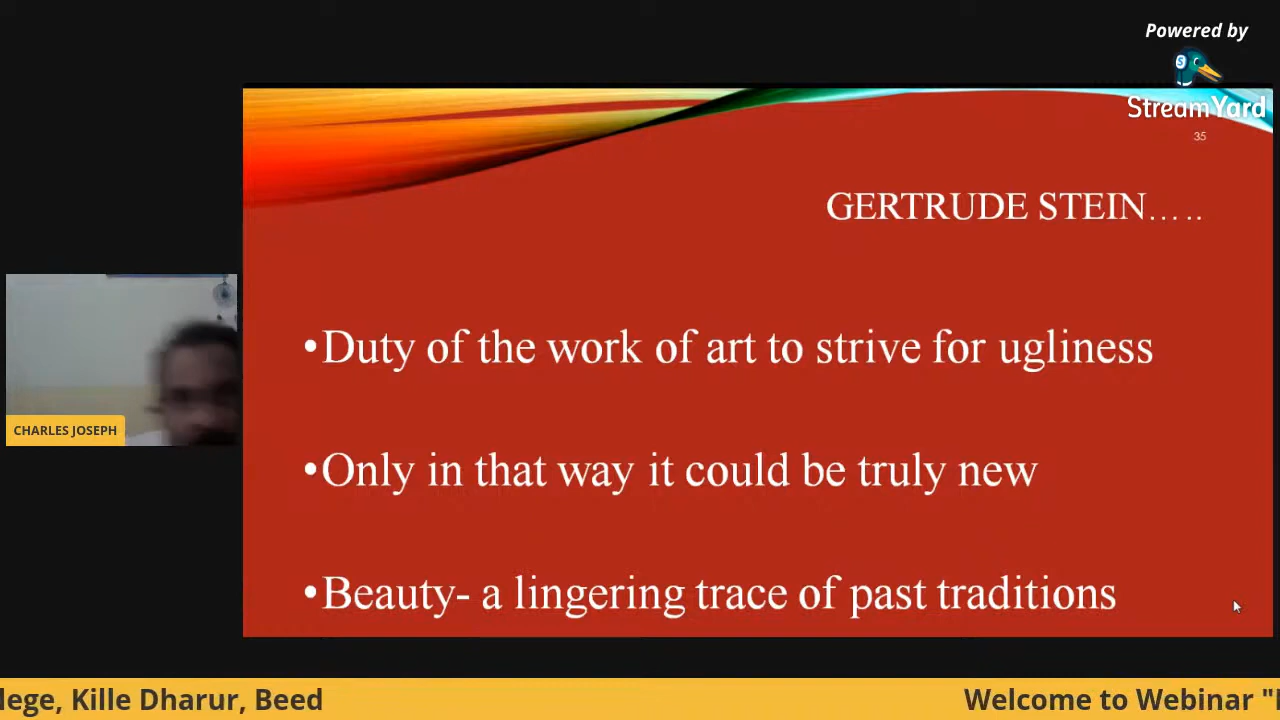 Powered by
StreamYard
35
GERTRUDE STEIN…..
•Duty of the work of art to strive for ugliness
•Only in that way it could be truly new
•Beauty- a lingering trace of past traditions
CHARLES JOSEPH
lege, Kille Dharur, Beed
Welcome to Webinar "